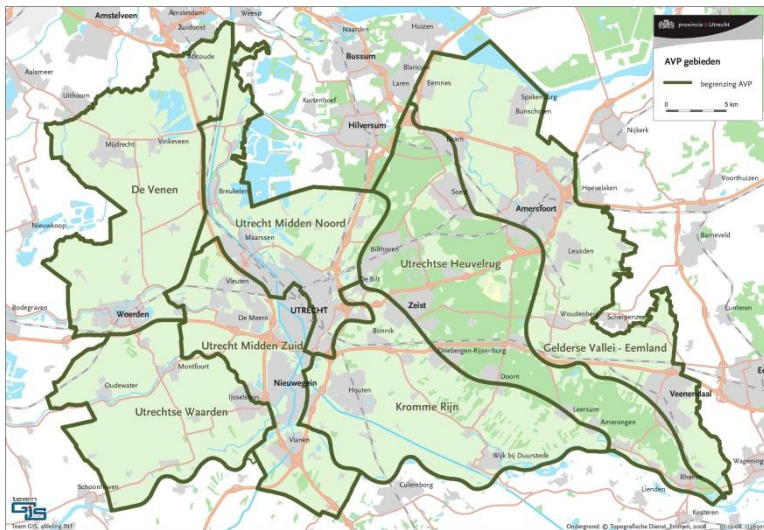 Amstelveen
Amsterdam-
Zuidoost
Weesp
Naarden
Huizen
Bussum
Blaricum
Laren
Eemnes
Aalsmeer
Abcoude
Uithoorn
Kortenhoef
Hilversum
Spakenburg
Bunschoten
Nijkerk
Mijdrecht
Vinkeveen
Baarn
De Venen
Breukelen
Soest
Amersfoort
Hoevelaken
Voorthuizen
Nieuwkoop
Utrecht Midden Noord
Maarssen
Bilthoven
Utrechtse Heuvelrug
Leusden
Barneveld
De Bilt
Vleuten
Bodegraven
Woerden
De Meern
UTRECHT
Zeist
Woudenberg
Scherpenzeel
Lunteren
Bunnik
Utrecht Midden Zuid
Driebergen-Rijsenburg
Gelderse Vallei - Eemland
Oudewater
Montfoort
Nieuwegein
Houten
Doorn
Veenendaal
IJsselstein
Utrechtse Waarden
Kromme Rijn
Leersum
Amerongen
Vianen
Wijk bij Duurstede
Schoonhoven
Culemborg
Lienden
Kesteren
provincie Utrecht
AVP gebieden
begrenzing AVP
0 5 km
team
GIS
Team GIS, afdeling INF
Ondergrond: © Topografische Dienst, Emmen, 2008